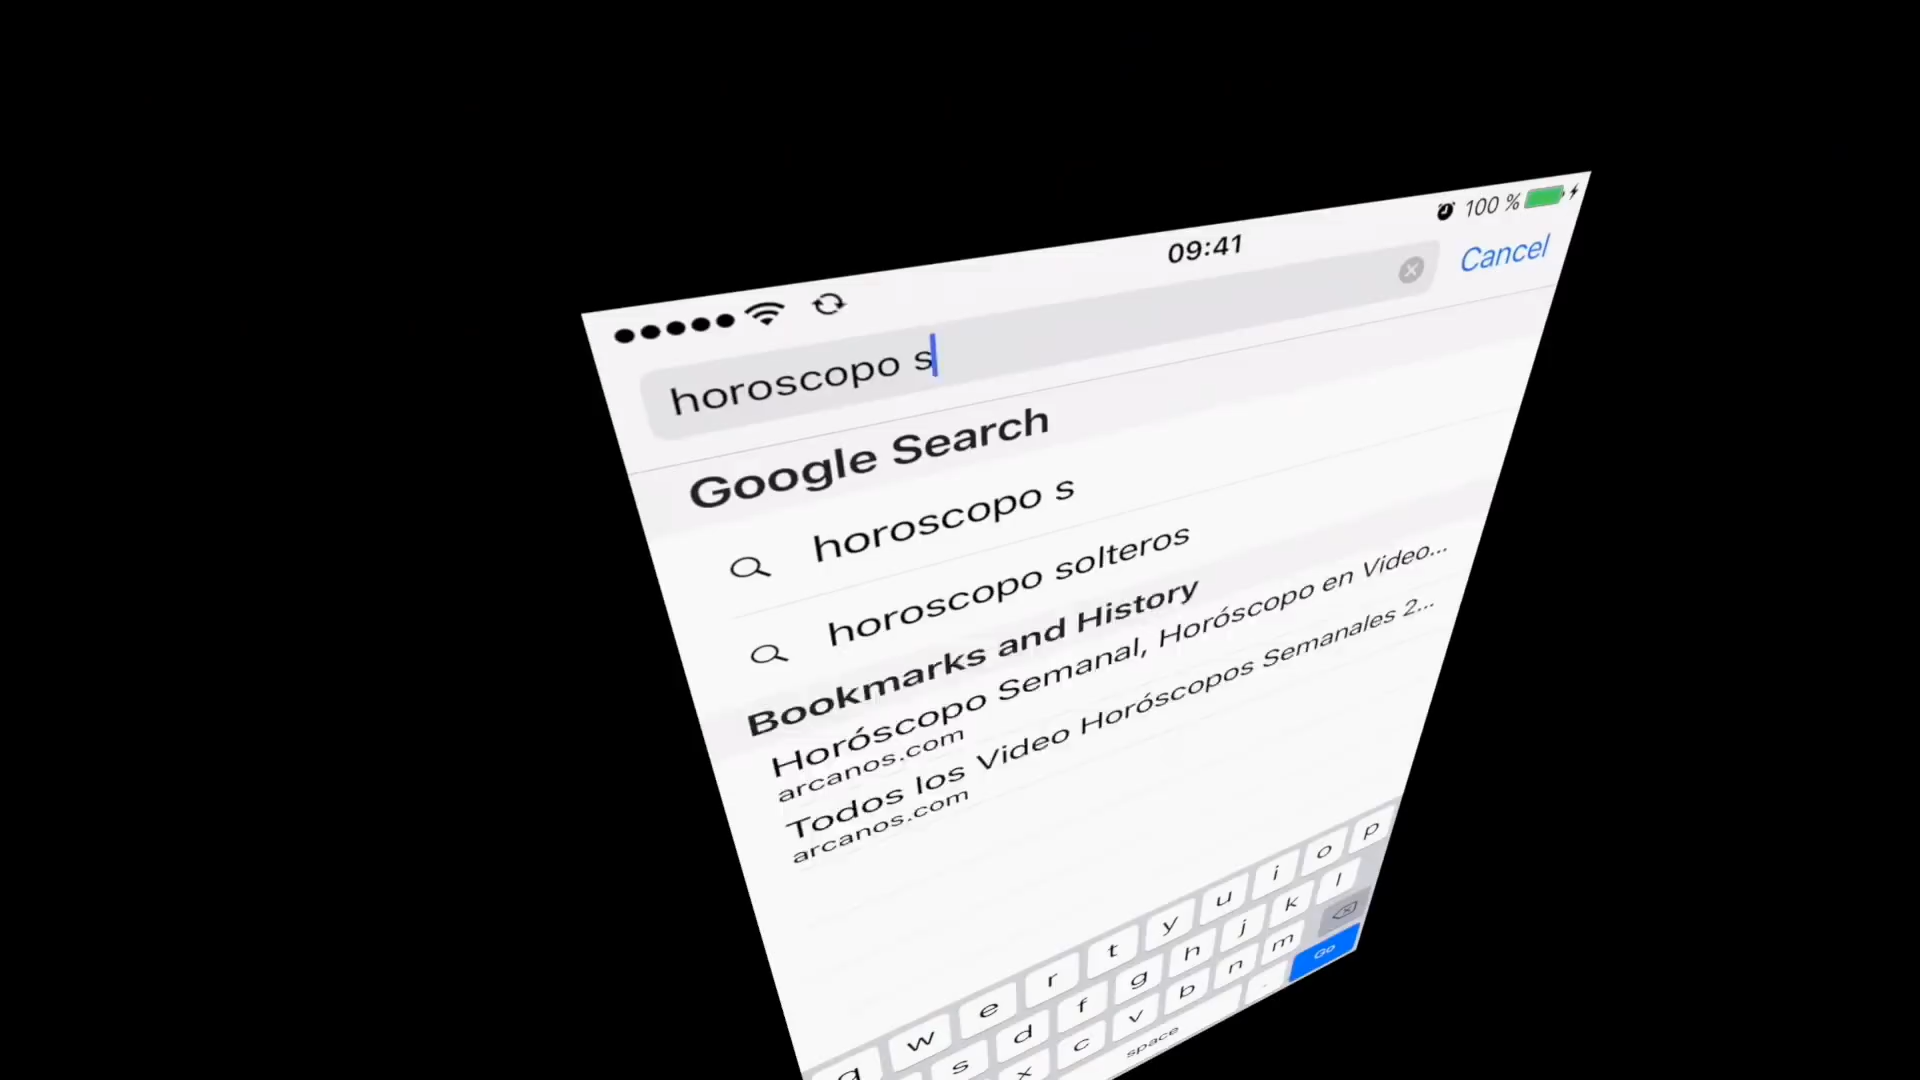 09:41
100 %
horoscopo s
Cancel
Google Search
horoscopo s
horoscopo solteros
Bookmarks and History
Horóscopo Semanal, Horóscopo en Video...
arcanos.com
Todos los Video Horóscopos Semanales 2...
arcanos.com
q w e r t y u i o p
s d f g h j k l
x c v b n m
space . Go